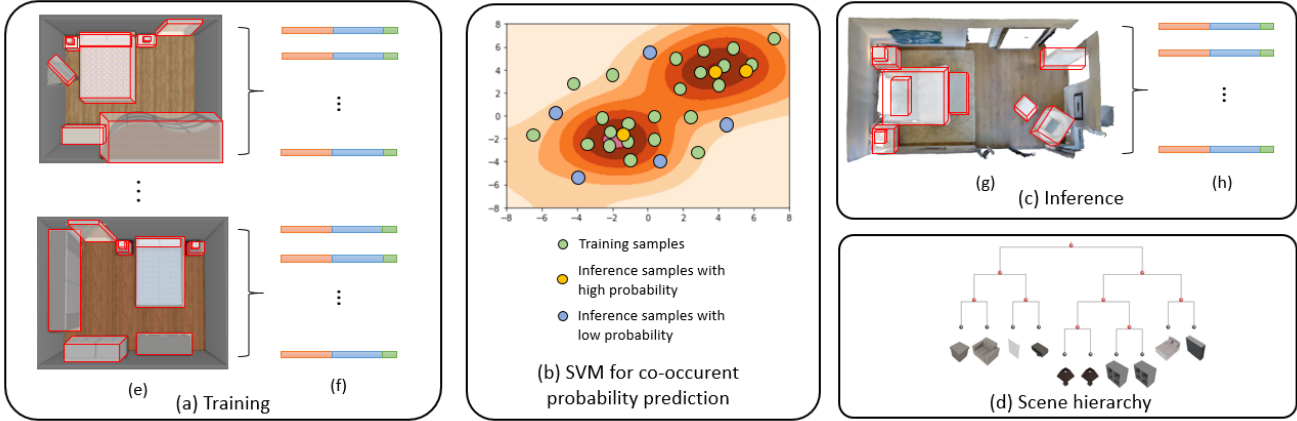 (e)
(f)
(a) Training
8
6
4
2
0
−2
−4
−6
−8
−8
−6
−4
−2
0
2
4
6
8
Training samples
Inference samples with
high probability
Inference samples with
low probability
(b) SVM for co-occurent
probability prediction
(g)
(h)
(c) Inference
(d) Scene hierarchy